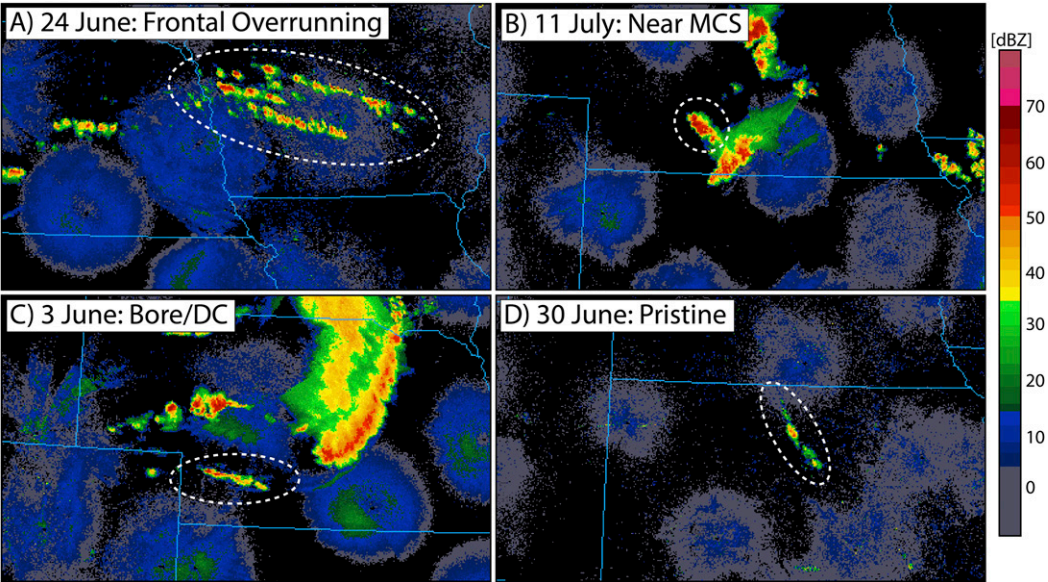 A) 24 June: Frontal Overrunning
B) 11 July: Near MCS
[dBZ]
70
60
50
40
30
20
10
0
C) 3 June: Bore/DC
D) 30 June: Pristine